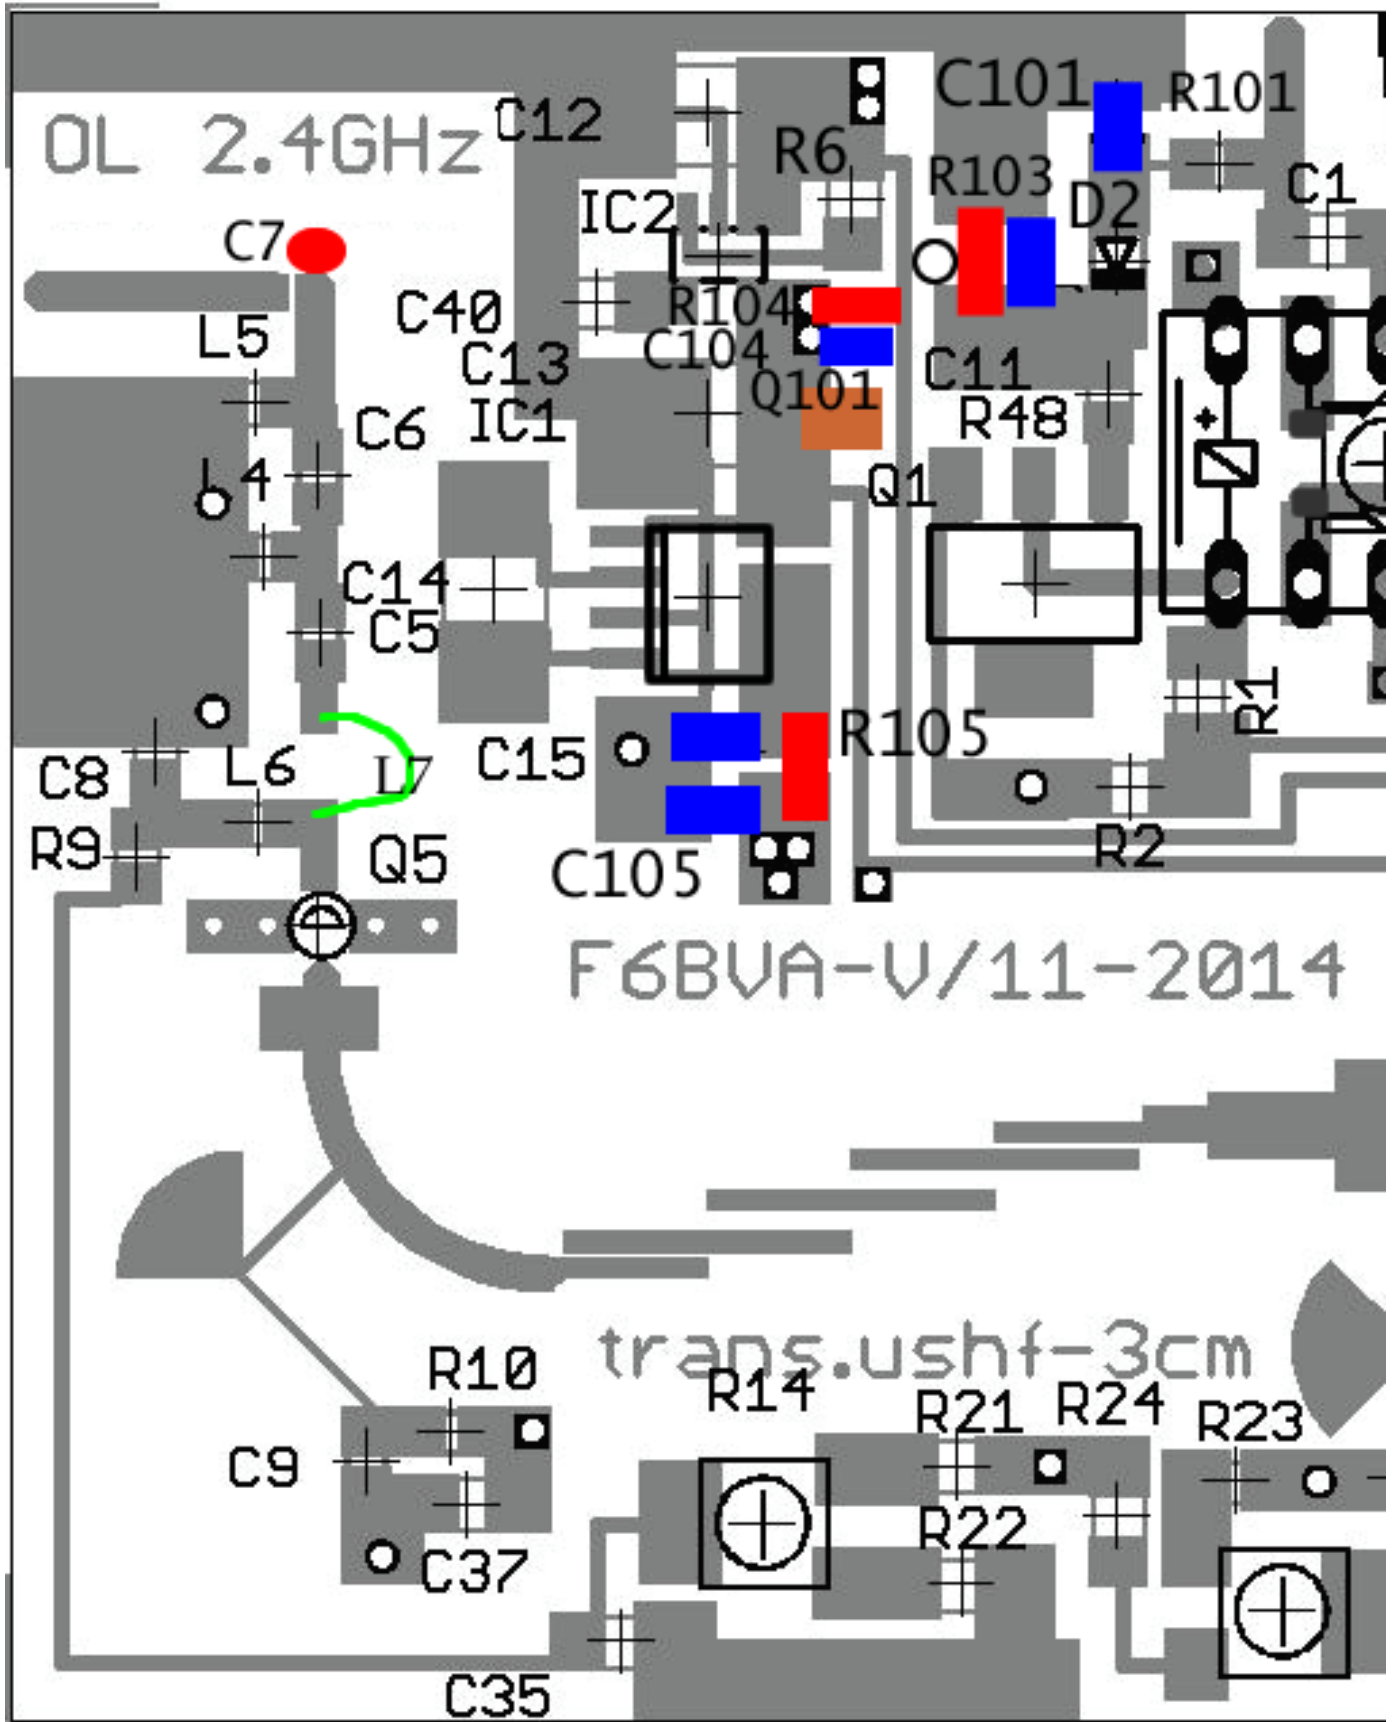 C101
R101
C12
OL 2.4GHz
R6
R103
C1
D2
IC2
C7
C40
R104
L5
C104
C13
C11
Q101
IC1
C6
R48
L4
Q1
C14
C5
R1
R105
C15
L6
L7
C8
R9
Q5
R2
C105
F6BVA-V/11-2014
trans.ushf-3cm
R10
R14
R21
R24
R23
C9
R22
C37
C35